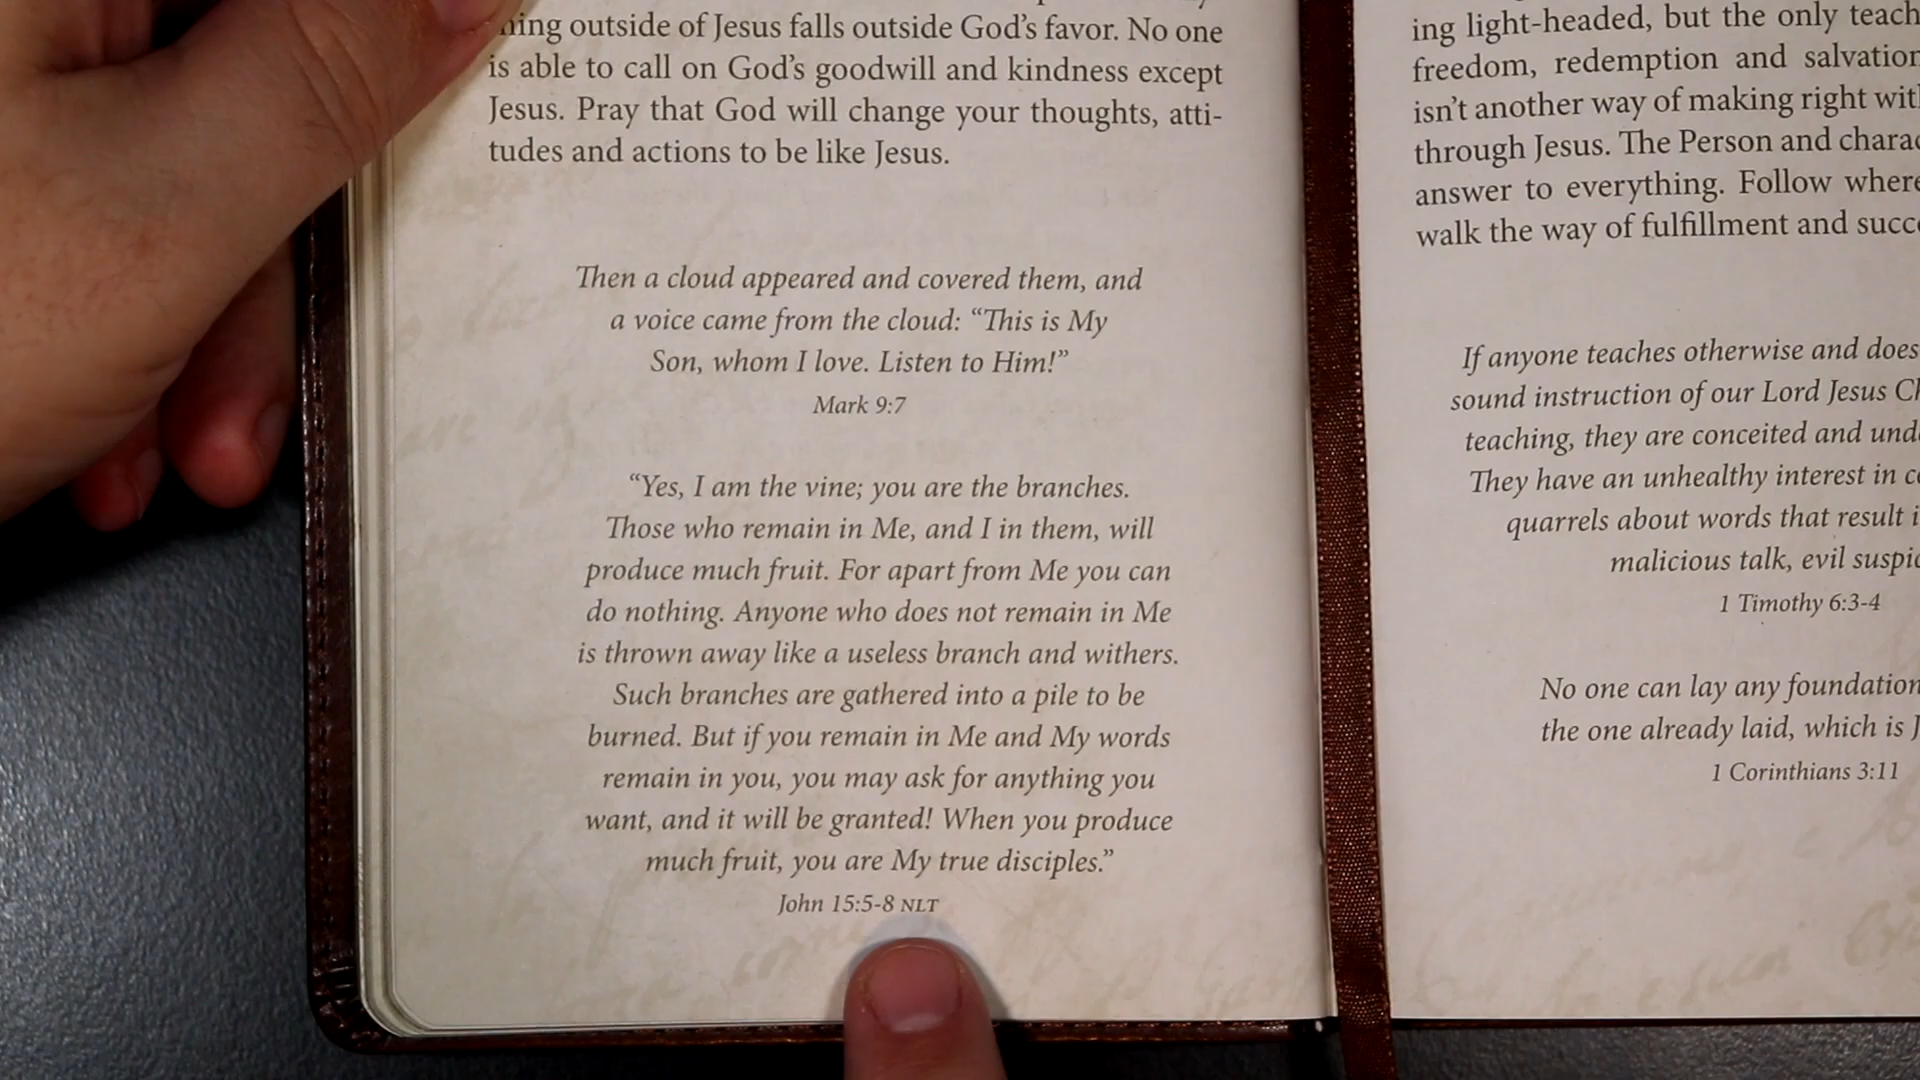 outside of Jesus falls outside God’s favor. No one
is able to call on God’s goodwill and kindness except
Jesus. Pray that God will change your thoughts, atti-
tudes and actions to be like Jesus.
Then a cloud appeared and covered them, and
a voice came from the cloud: “This is My
Son, whom I love. Listen to Him!”
Mark 9:7
“Yes, I am the vine; you are the branches.
Those who remain in Me, and I in them, will
produce much fruit. For apart from Me you can
do nothing. Anyone who does not remain in Me
is thrown away like a useless branch and withers.
Such branches are gathered into a pile to be
burned. But if you remain in Me and My words
remain in you, you may ask for anything you
want, and it will be granted! When you produce
much fruit, you are My true disciples.”
John 15:5-8 NLT
ing light-headed, but the only
freedom, redemption and
isn’t another way of making right
through Jesus. The Person and
answer to everything. Follow
walk the way of fulfillment and
If anyone teaches otherwise and does
sound instruction of our Lord Jesus
teaching, they are conceited and
They have an unhealthy interest in
quarrels about words that result
malicious talk, evil
1 Timothy 6:3-4
No one can lay any foundation
the one already laid, which is
1 Corinthians 3:11